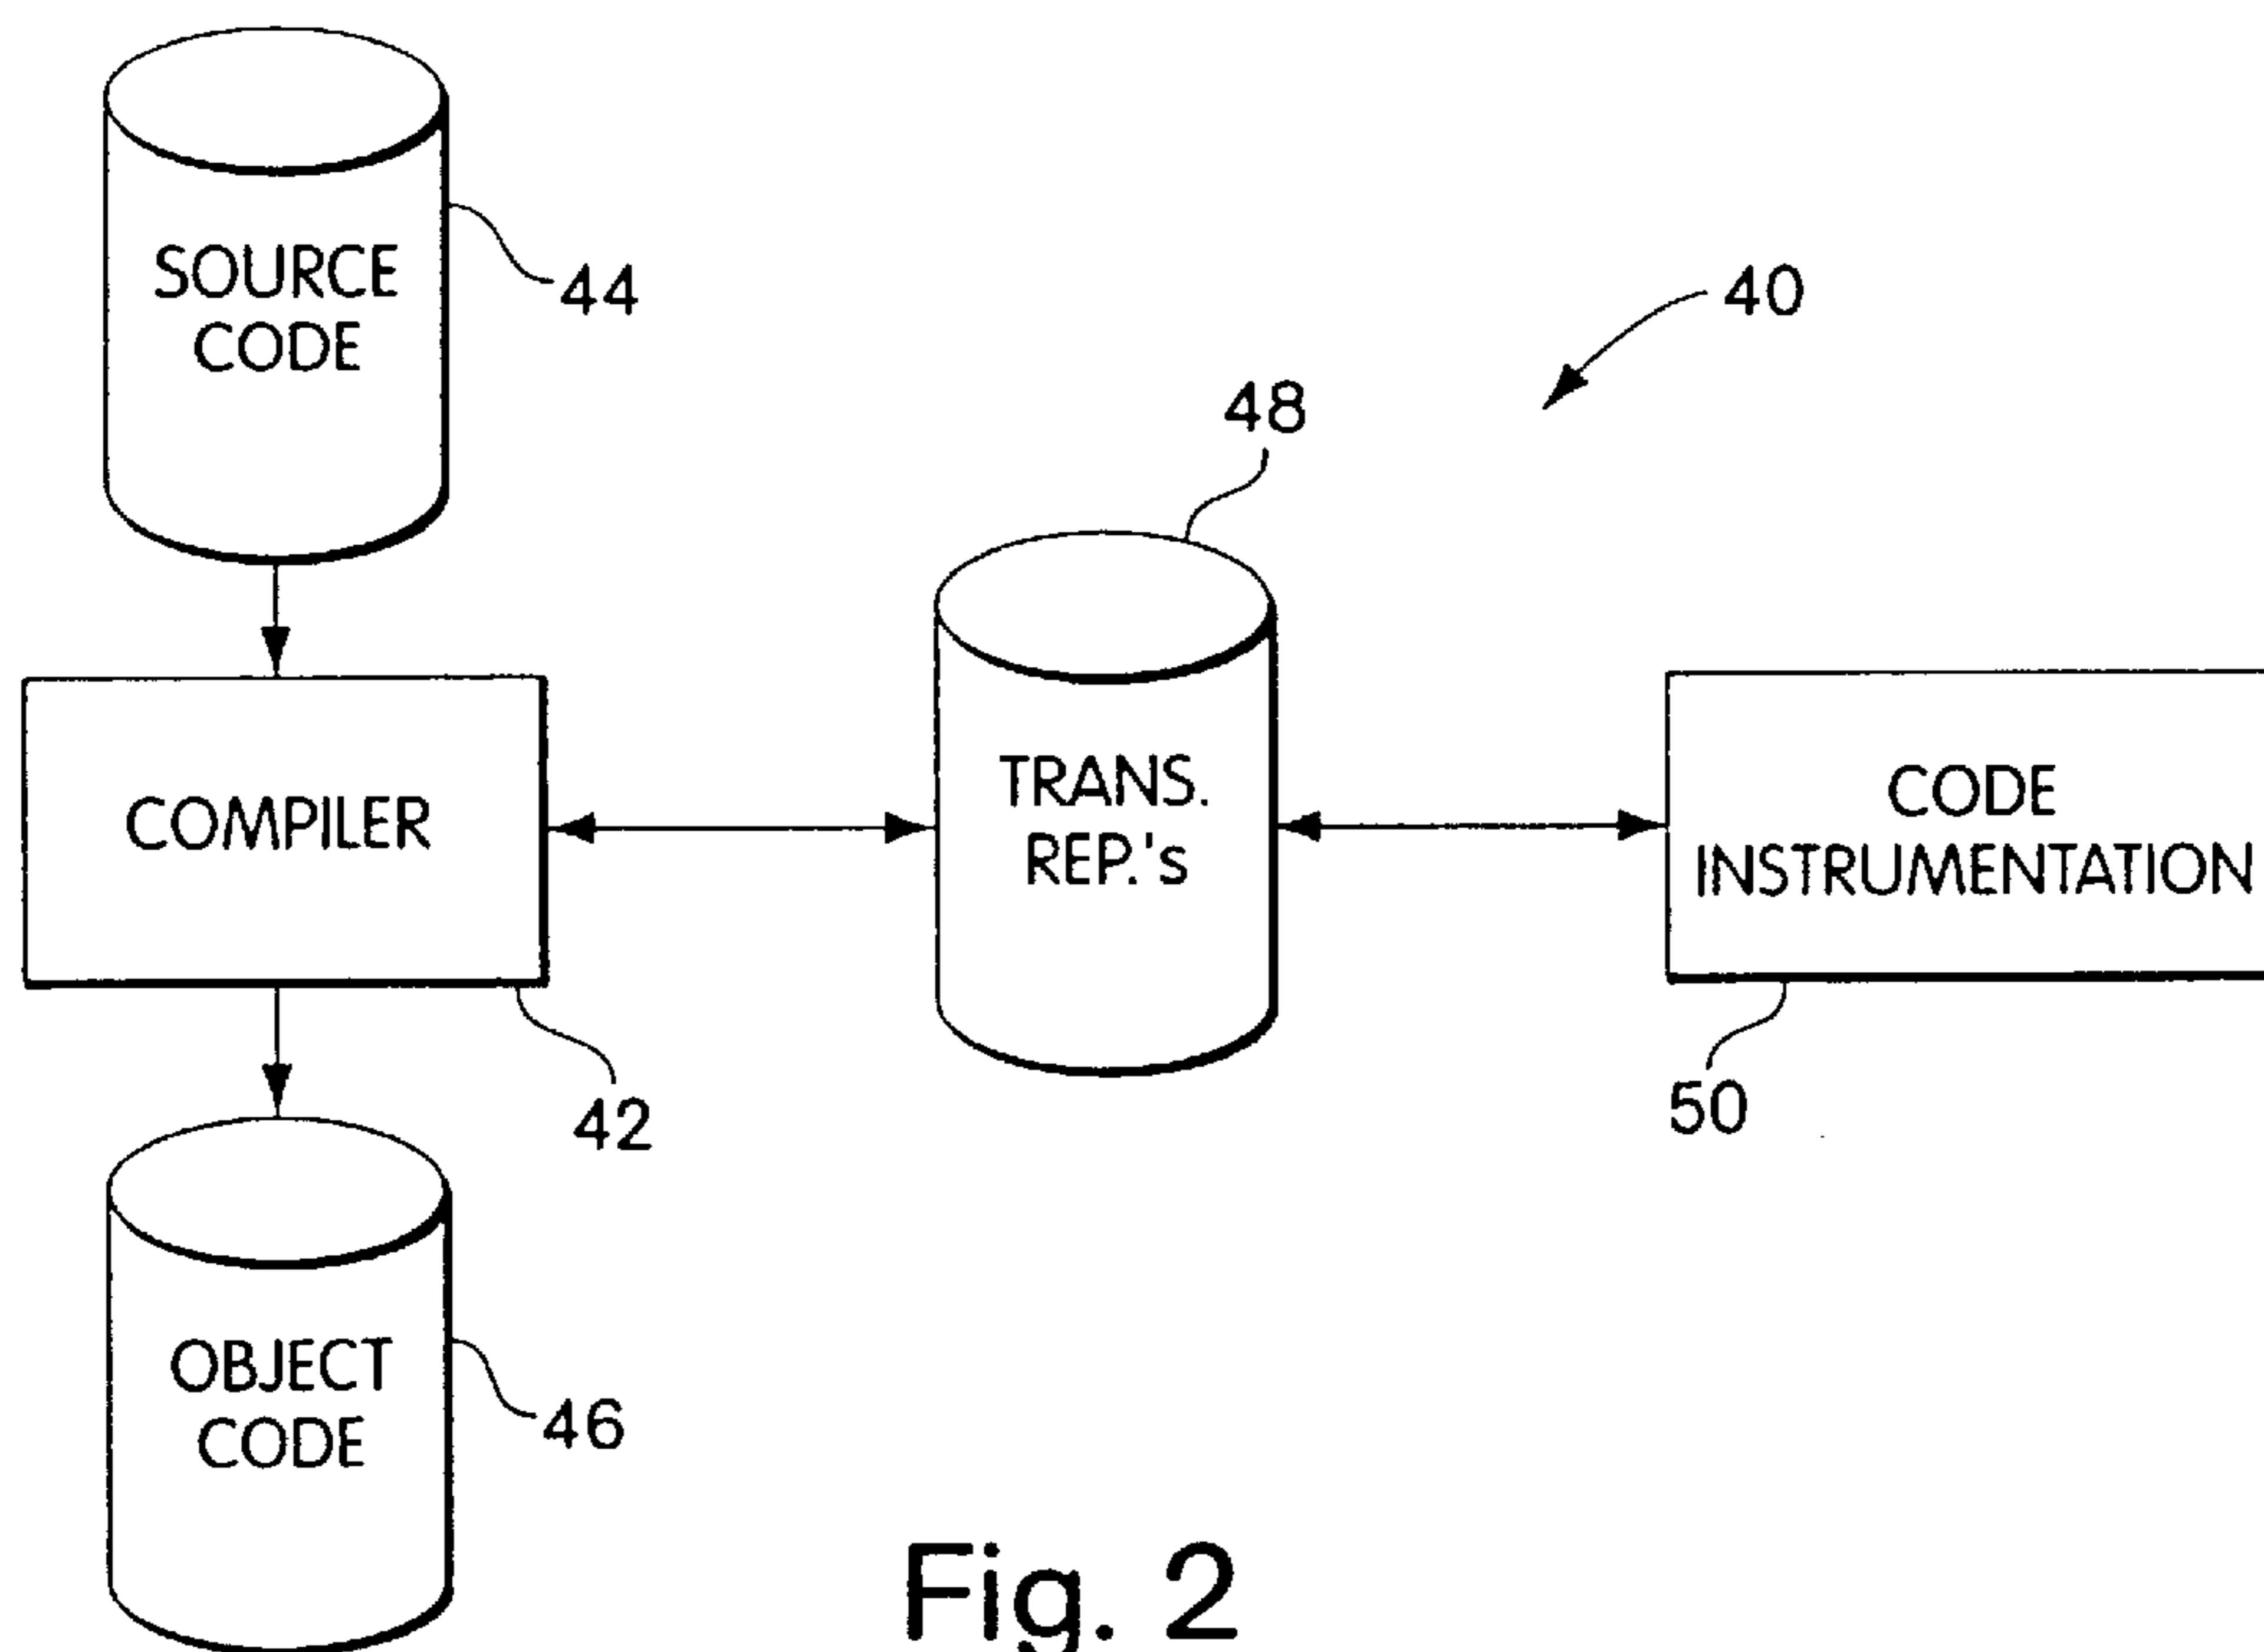 SOURCE
CODE
44
40
48
COMPILER
TRANS.
REP.'s
CODE
INSTRUMENTATION
42
50
OBJECT
CODE
46
Fig. 2